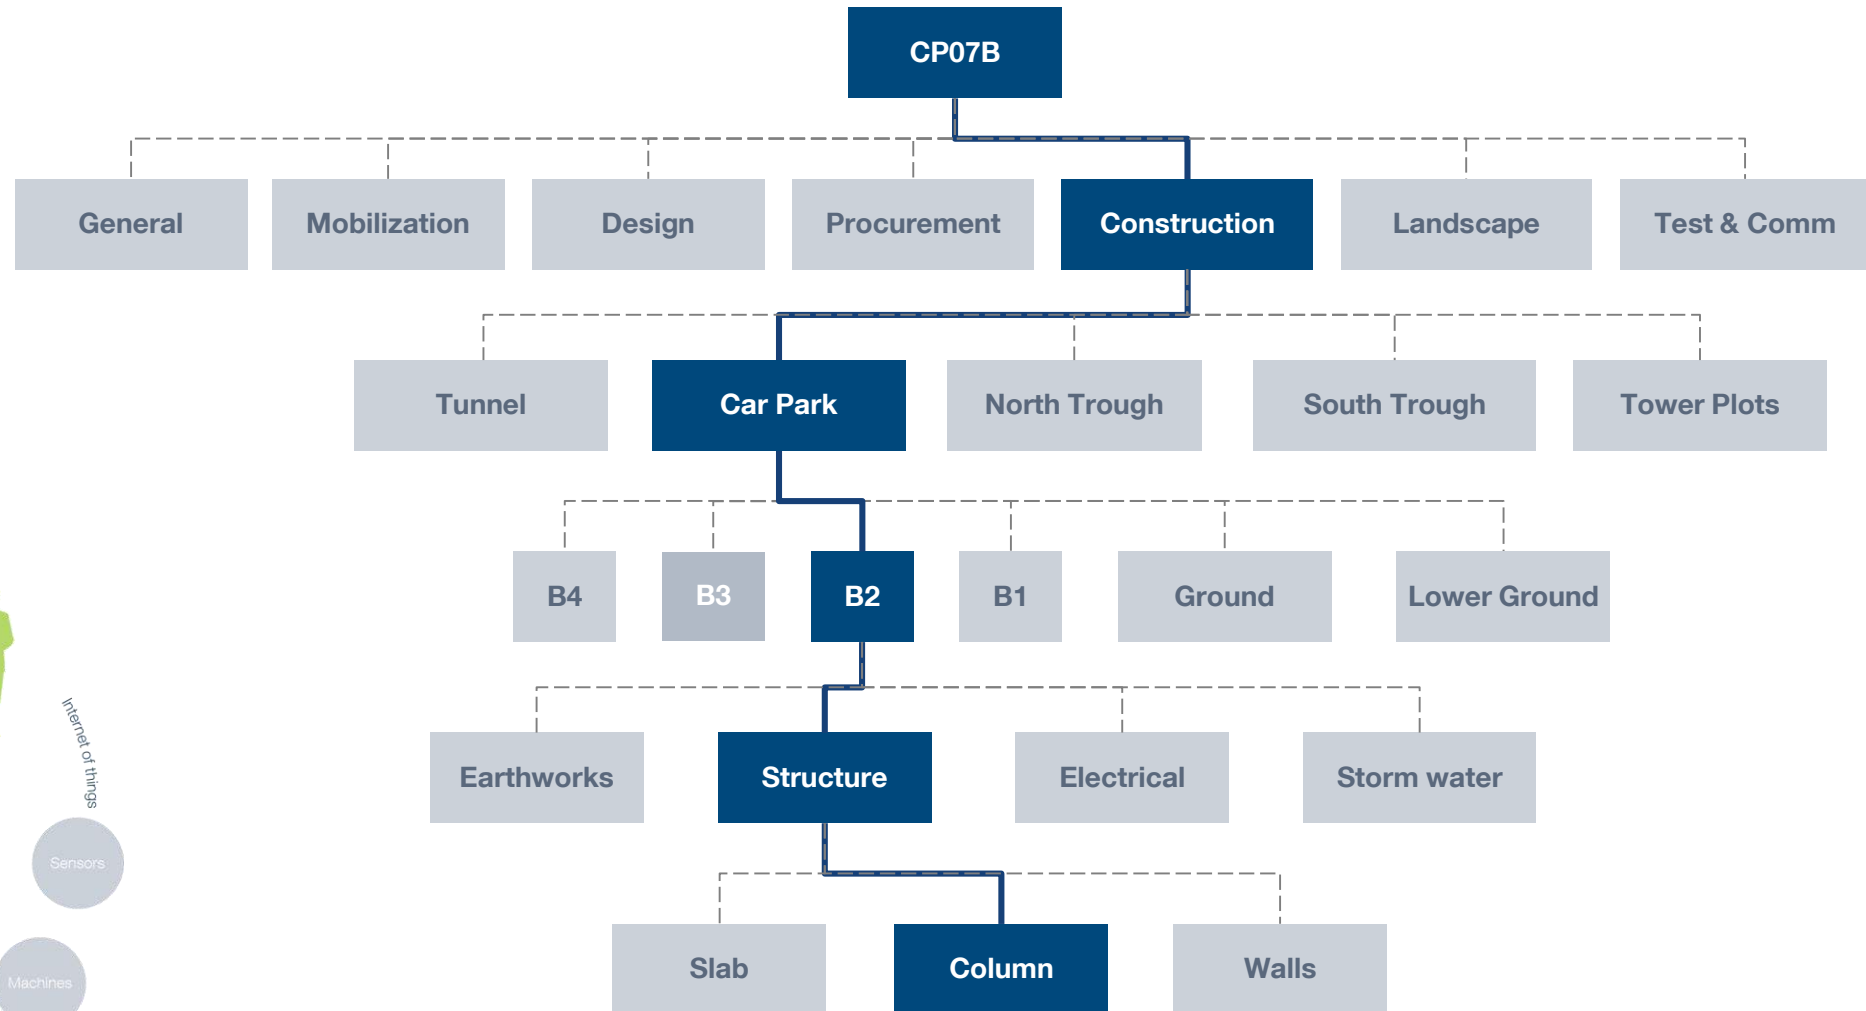 CP07B
General
Mobilization
Design
Procurement
Construction
Landscape
Test & Comm
Tunnel
Car Park
North Trough
South Trough
Tower Plots
B4
B3
B2
B1
Ground
Lower Ground
Earthworks
Structure
Electrical
Storm water
Slab
Column
Walls
Internet of things
Sensors
Machines